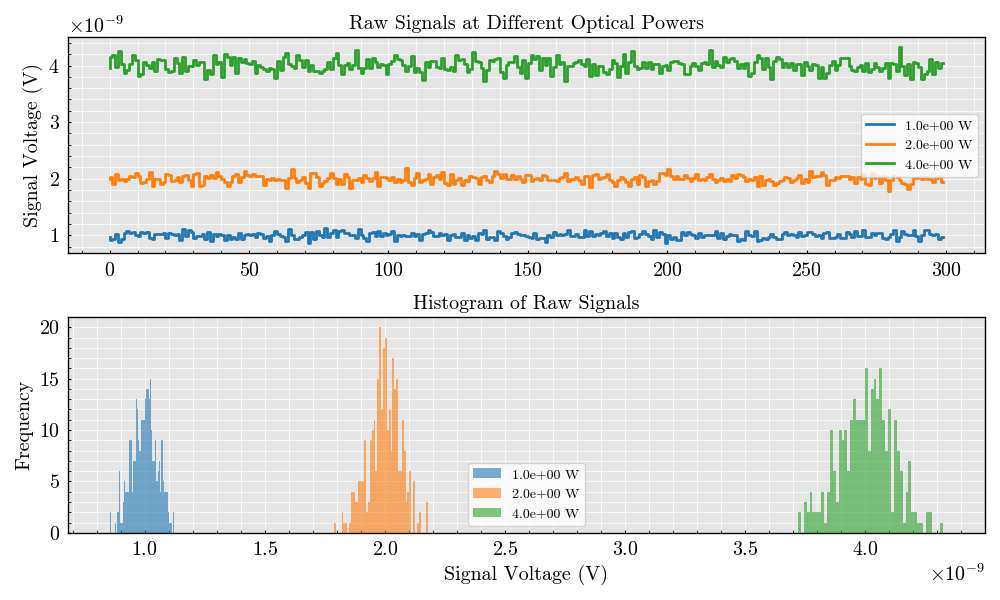 Raw Signals at Different Optical Powers
×10⁻⁹
Signal Voltage (V)
4
3
2
1
1.0e+00 W
2.0e+00 W
4.0e+00 W
0 50 100 150 200 250 300
Histogram of Raw Signals
Frequency
20
15
10
5
0
1.0e+00 W
2.0e+00 W
4.0e+00 W
1.0 1.5 2.0 2.5 3.0 3.5 4.0
Signal Voltage (V)
×10⁻⁹